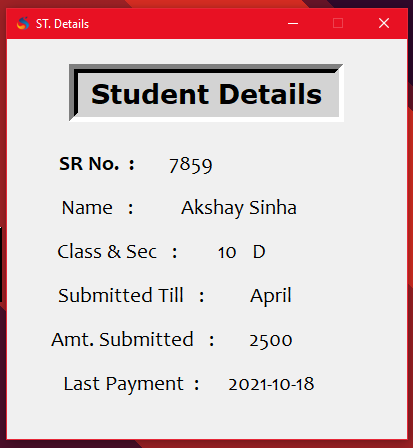 ST. Details
Student Details
SR No. : 7859
Name : Akshay Sinha
Class & Sec : 10 D
Submitted Till : April
Amt. Submitted : 2500
Last Payment : 2021-10-18